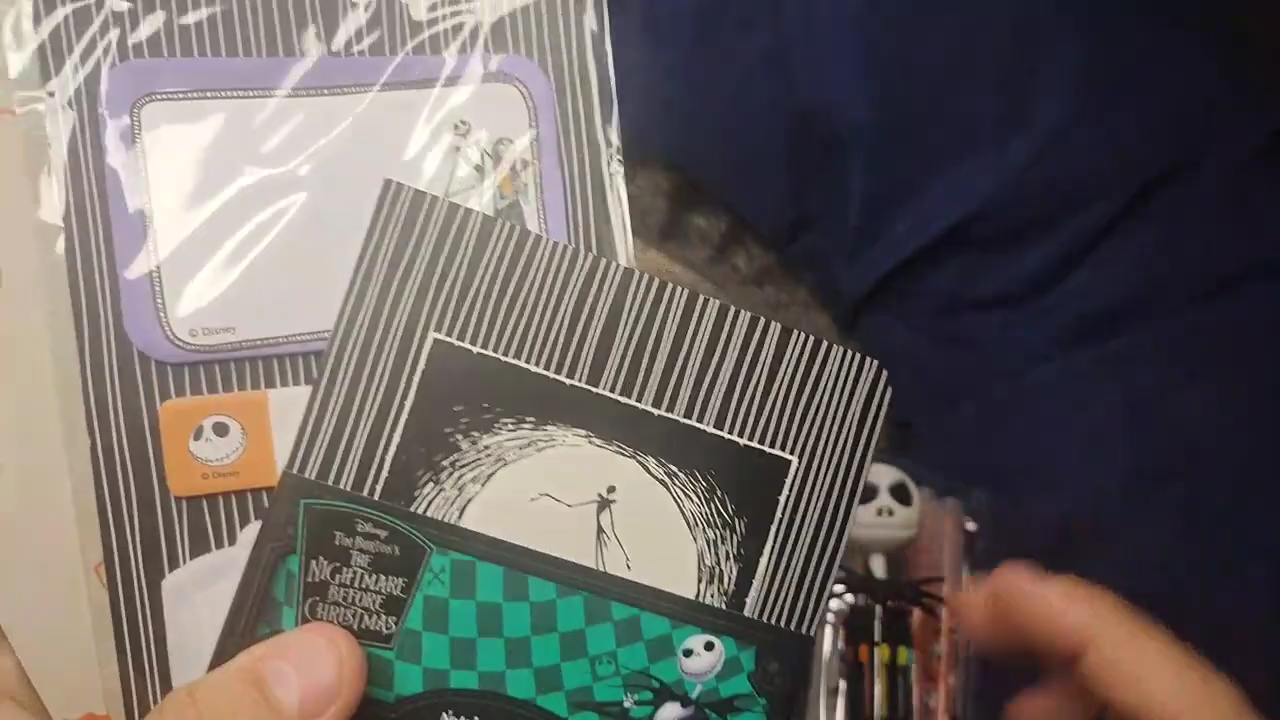 © Disney
© Disney
Disney
Tim Burton's
THE
NIGHTMARE
BEFORE
CHRISTMAS